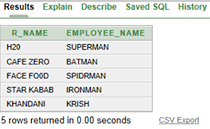 Results Explain Describe Saved SQL History
R_NAME EMPLOYEE_NAME
H20 SUPERMAN
CAFE ZERO BATMAN
FACE FOOD SPIDRMAN
STAR KABAB IRONMAN
KHANDANI KRISH
5 rows returned in 0.00 seconds CSV Export